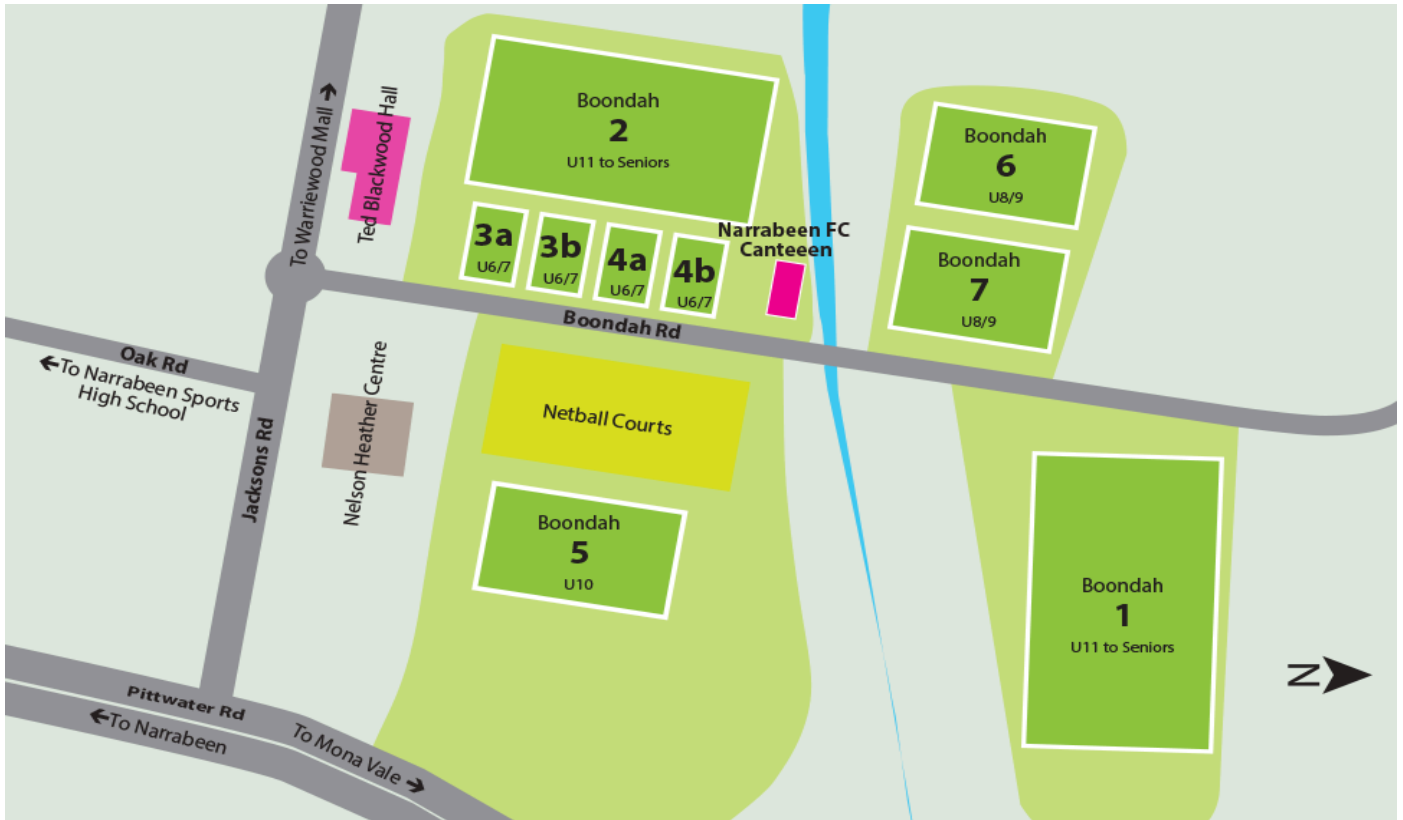 To Warriewood Mall →
Ted Blackwood Hall
Boondah
2
U11 to Seniors
Boondah
6
U8/9
3a
U6/7
3b
U6/7
4a
U6/7
4b
U6/7
Narrabeen FC
Canteeen
Boondah
7
U8/9
Boondah Rd
Oak Rd
←To Narrabeen Sports
High School
Jacksons Rd
Nelson Heather Centre
Netball Courts
Boondah
5
U10
Boondah
1
U11 to Seniors
N
Pittwater Rd
←To Narrabeen
To Mona Vale →